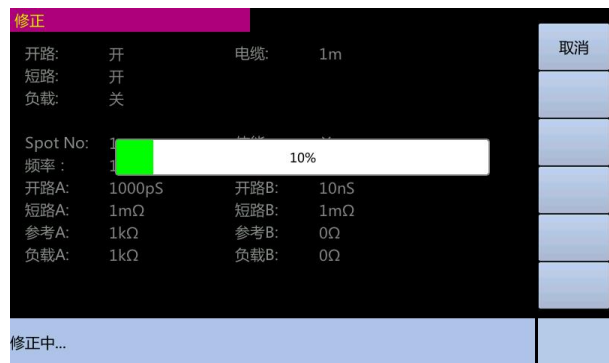 修正
取消
开路: 开 电缆: 1m
短路: 开
负载: 关
Spot No: 1
10%
频率：
开路A: 1000pS 开路B: 10nS
短路A: 1mΩ 短路B: 1mΩ
参考A: 1kΩ 参考B: 0Ω
负载A: 1kΩ 负载B: 0Ω
修正中...